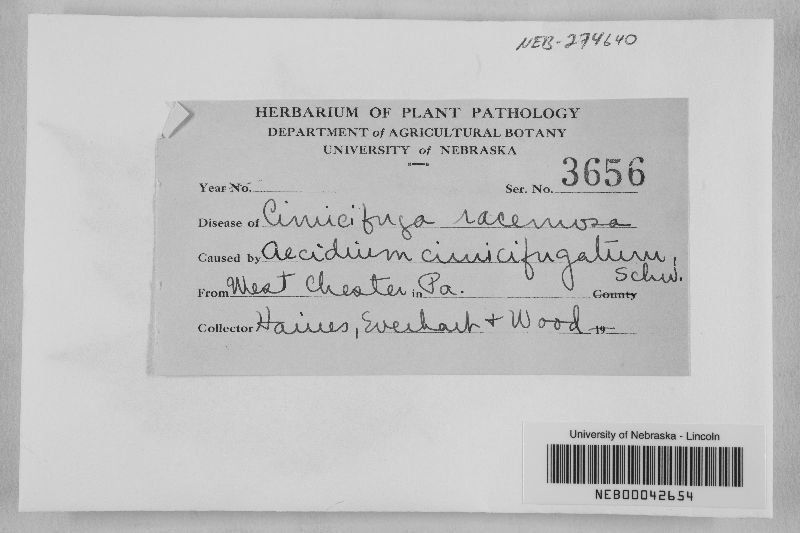 NEB-274640
HERBARIUM OF PLANT PATHOLOGY
DEPARTMENT of AGRICULTURAL BOTANY
UNIVERSITY of NEBRASKA
Year No. Ser. No. 3656
Disease of Cimicifuga racemosa
Caused by Aecidium cimicifugatum,
Schw.
From West Chester in Pa. County
Collector Haines, Everhart & Wood 19
University of Nebraska - Lincoln
NEB00042654